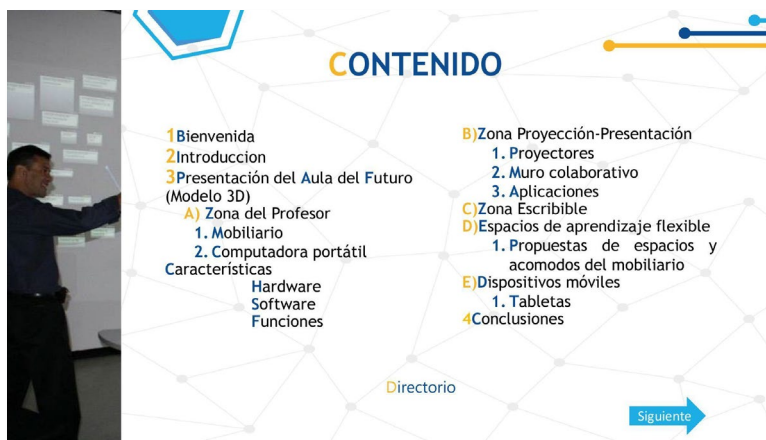 CONTENIDO
1Bienvenida
2Introduccion
3Presentación del Aula del Futuro
(Modelo 3D)
A) Zona del Profesor
1. Mobiliario
2. Computadora portátil
Características
Hardware
Software
Funciones
B)Zona Proyección-Presentación
1. Proyectores
2. Muro colaborativo
3. Aplicaciones
C)Zona Escribible
D)Espacios de aprendizaje flexible
1. Propuestas de espacios y
acomodos del mobiliario
E)Dispositivos móviles
1. Tabletas
4Conclusiones
Directorio
Siguiente